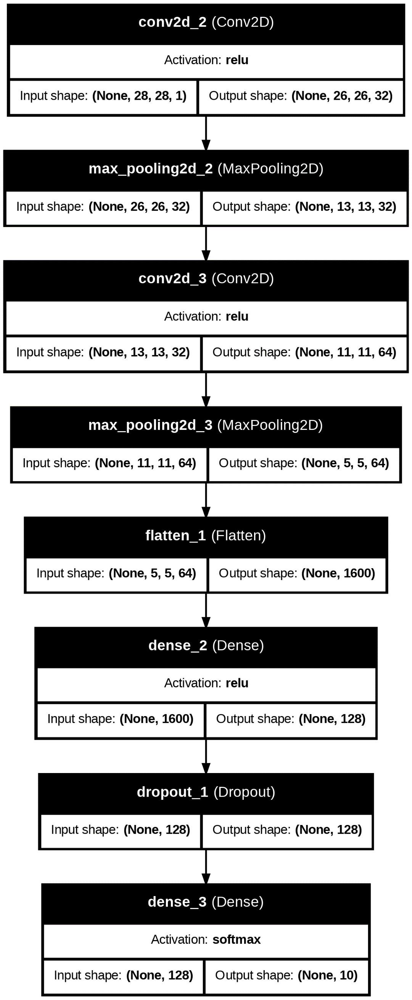 conv2d_2 (Conv2D)
Activation: relu
Input shape: (None, 28, 28, 1) Output shape: (None, 26, 26, 32)
max_pooling2d_2 (MaxPooling2D)
Input shape: (None, 26, 26, 32) Output shape: (None, 13, 13, 32)
conv2d_3 (Conv2D)
Activation: relu
Input shape: (None, 13, 13, 32) Output shape: (None, 11, 11, 64)
max_pooling2d_3 (MaxPooling2D)
Input shape: (None, 11, 11, 64) Output shape: (None, 5, 5, 64)
flatten_1 (Flatten)
Input shape: (None, 5, 5, 64) Output shape: (None, 1600)
dense_2 (Dense)
Activation: relu
Input shape: (None, 1600) Output shape: (None, 128)
dropout_1 (Dropout)
Input shape: (None, 128) Output shape: (None, 128)
dense_3 (Dense)
Activation: softmax
Input shape: (None, 128) Output shape: (None, 10)